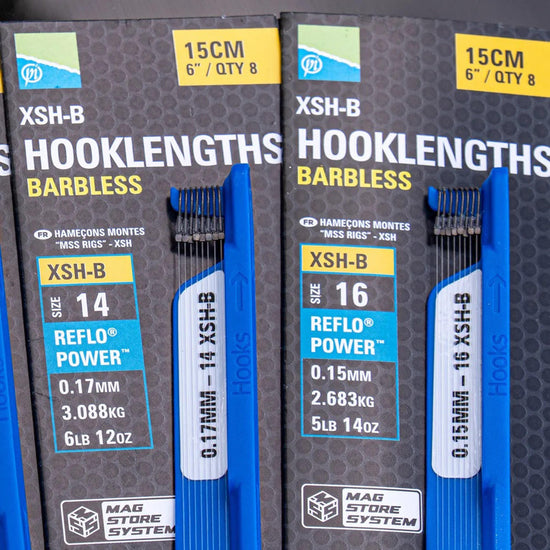 15CM
6" / QTY 8
XSH-B
HOOKLENGTHS
BARBLESS
FR HAMEÇONS MONTES
"MSS RIGS" - XSH
XSH-B
SIZE 14
REFLO®
POWER™
0.17MM
3.088KG
6LB 12OZ
0.17MM – 14 XSH-B
Hooks →
MAG
STORE
SYSTEM
15CM
6" / QTY 8
XSH-B
HOOKLENGTHS
BARBLESS
FR HAMEÇONS MONTES
"MSS RIGS" - XSH
XSH-B
SIZE 16
REFLO®
POWER™
0.15MM
2.683KG
5LB 14OZ
0.15MM – 16 XSH-B
Hooks →
MAG
STORE
SYSTEM